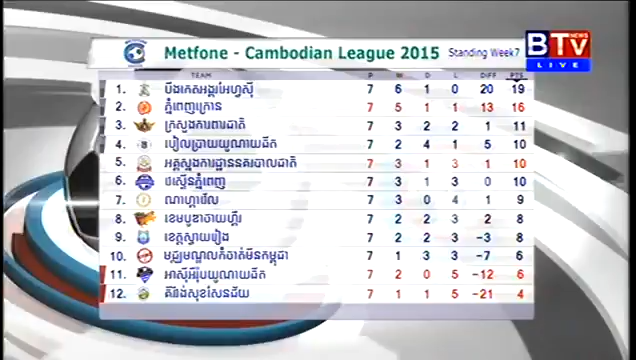 Metfone - Cambodian League 2015 Standing Week7
BTV NEWS
LIVE
TEAM P W D L DIFF PTS
1. បឹងកេតអង្គរអែហ្វស៊ី 7 6 1 0 20 19
2. ភ្នំពេញក្រោន 7 5 1 1 13 16
3. ក្រសួងការពារជាតិ 7 3 2 2 1 11
4. បៀលប្រាយយូណាយធីត 7 2 4 1 5 10
5. អគ្គស្នងការដ្ឋាននគរបាលជាតិ 7 3 1 3 1 10
6. វេស្ទើនភ្នំពេញ 7 3 1 3 0 10
7. ណាហ្គាវើល 7 3 0 4 1 9
8. ខេមបូឌាចាយហ្គឺរ 7 2 2 3 2 8
9. ខេត្តស្វាយរៀង 7 2 2 3 -3 8
10. មជ្ឈមណ្ឌលកំចាត់មីនកម្ពុជា 7 1 3 3 -7 6
11. អាស៊ីអឺរ៉ុបយូណាយធីត 7 2 0 5 -12 6
12. គីរីវង់សុខសែនជ័យ 7 1 1 5 -21 4